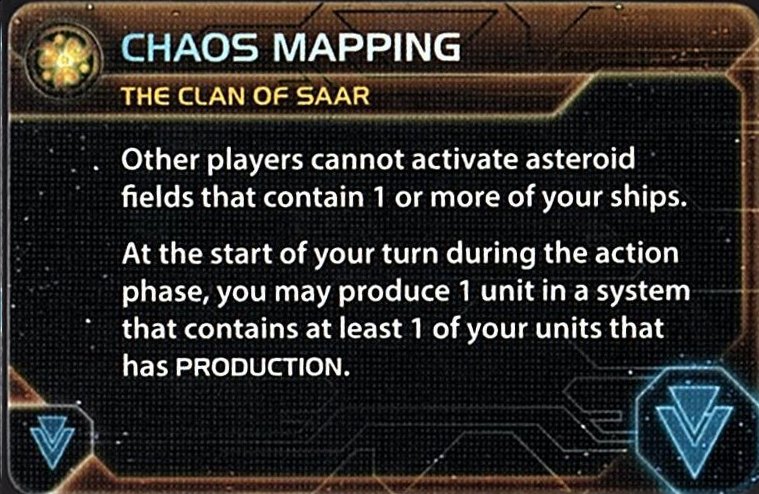 CHAOS MAPPING
THE CLAN OF SAAR
Other players cannot activate asteroid
fields that contain 1 or more of your ships.
At the start of your turn during the action
phase, you may produce 1 unit in a system
that contains at least 1 of your units that
has PRODUCTION.